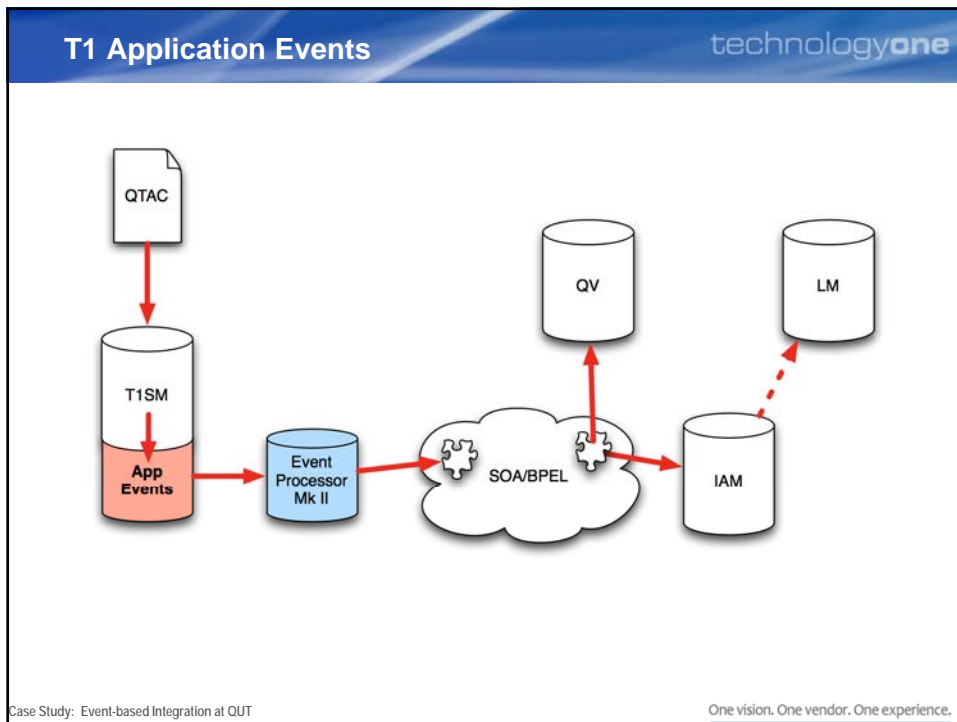 T1 Application Events
technologyone
QTAC
T1SM
App
Events
Event
Processor
Mk II
SOA/BPEL
QV
LM
IAM
Case Study: Event-based Integration at QUT
One vision. One vendor. One experience.